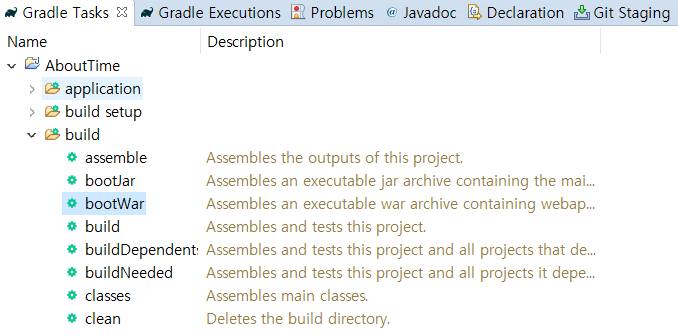 Gradle Tasks Gradle Executions Problems @ Javadoc Declaration Git Staging
Name Description
AboutTime
application
build setup
build
assemble Assembles the outputs of this project.
bootJar Assembles an executable jar archive containing the mai...
bootWar Assembles an executable war archive containing webap...
build Assembles and tests this project.
buildDependents Assembles and tests this project and all projects that de...
buildNeeded Assembles and tests this project and all projects it depe...
classes Assembles main classes.
clean Deletes the build directory.